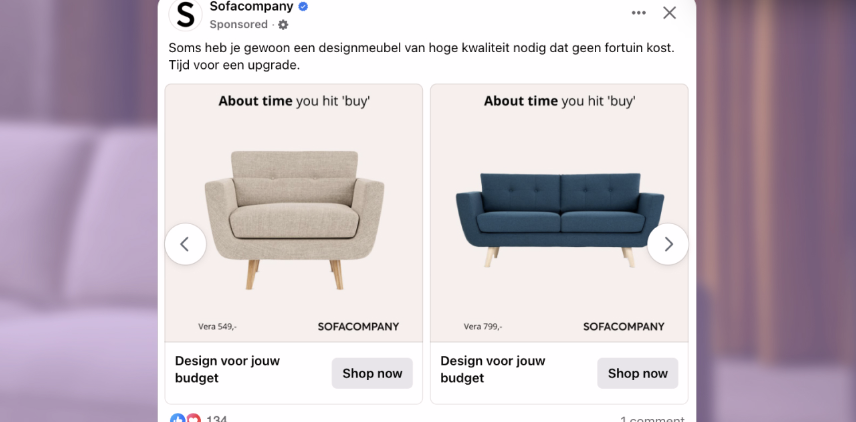 S
Sofacompany
Sponsored ·
Soms heb je gewoon een designmeubel van hoge kwaliteit nodig dat geen fortuin kost.
Tijd voor een upgrade.
About time you hit 'buy'
Vera 549,-
SOFACOMPANY
Design voor jouw
budget
Shop now
About time you hit 'buy'
Vera 799,-
SOFACOMPANY
Design voor jouw
budget
Shop now
134
1 comment